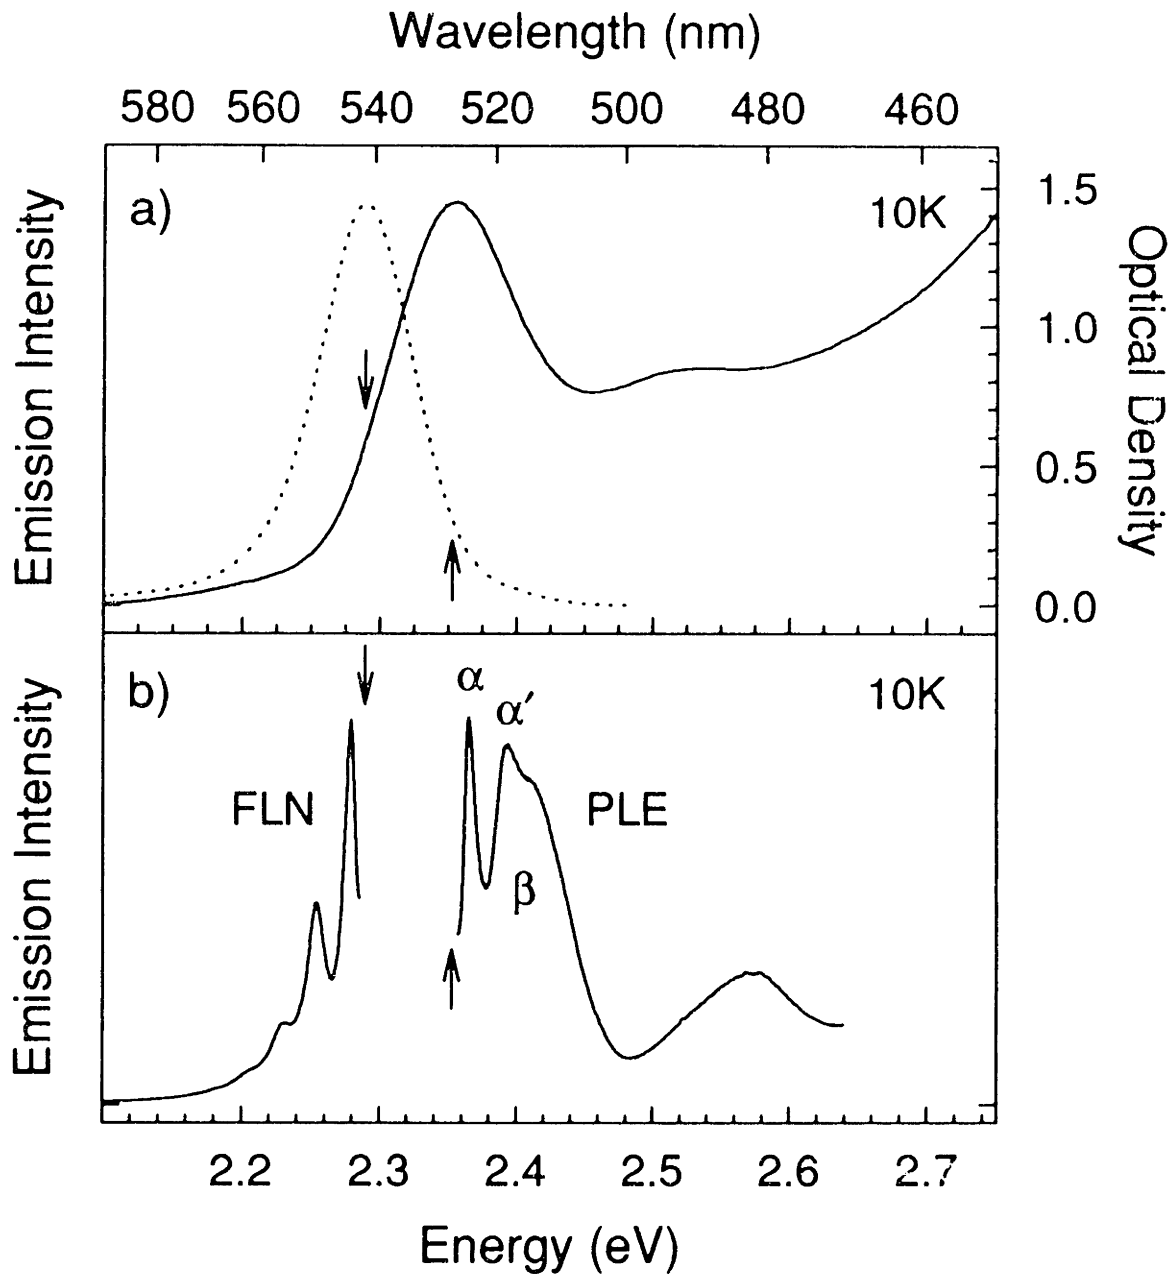 Wavelength (nm)
580 560 540 520 500 480 460
a)
10K
Emission Intensity
1.5
1.0
0.5
0.0
Optical Density
b)
10K
α
α′
FLN
PLE
β
Emission Intensity
2.2 2.3 2.4 2.5 2.6 2.7
Energy (eV)